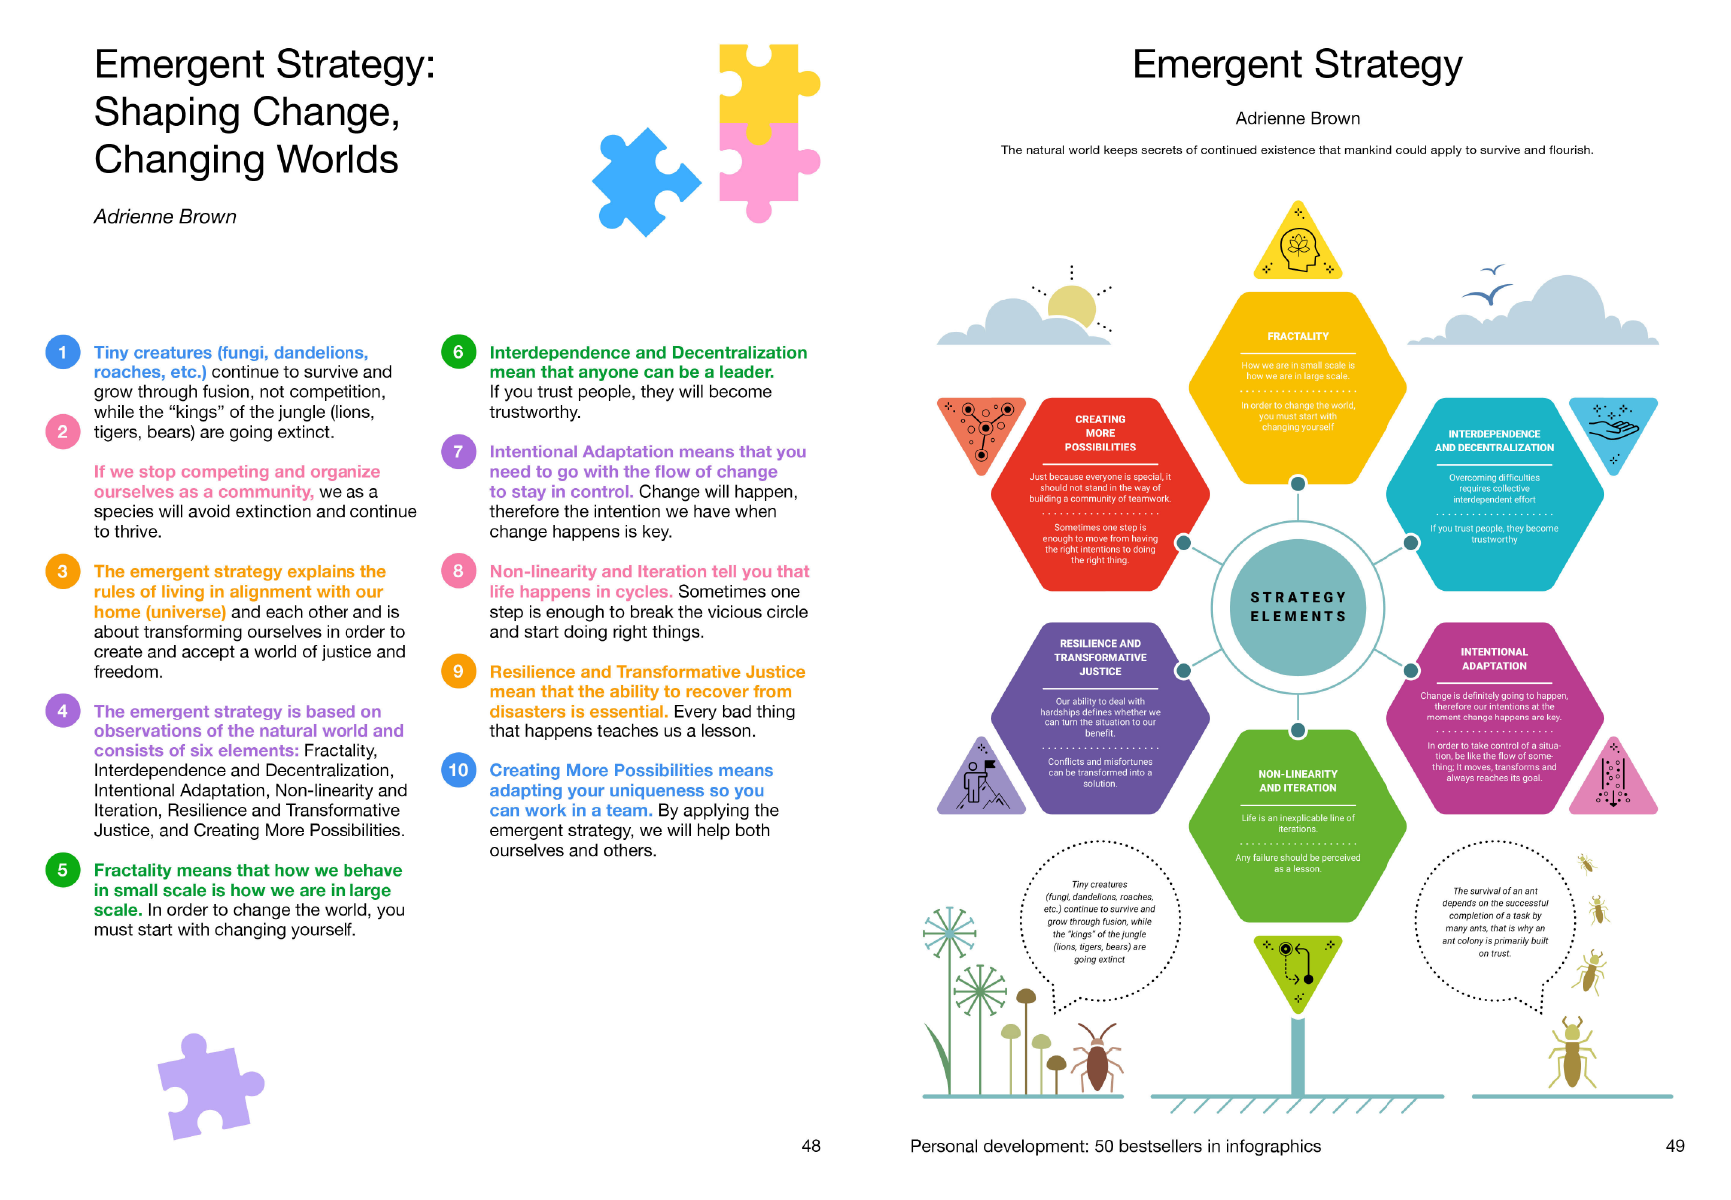 Emergent Strategy:
Shaping Change,
Changing Worlds
Adrienne Brown
1
Tiny creatures (fungi, dandelions,
roaches, etc.) continue to survive and
grow through fusion, not competition,
while the “kings” of the jungle (lions,
tigers, bears) are going extinct.
2
If we stop competing and organize
ourselves as a community, we as a
species will avoid extinction and continue
to thrive.
3
The emergent strategy explains the
rules of living in alignment with our
home (universe) and each other and is
about transforming ourselves in order to
create and accept a world of justice and
freedom.
4
The emergent strategy is based on
observations of the natural world and
consists of six elements: Fractality,
Interdependence and Decentralization,
Intentional Adaptation, Non-linearity and
Iteration, Resilience and Transformative
Justice, and Creating More Possibilities.
5
Fractality means that how we behave
in small scale is how we are in large
scale. In order to change the world, you
must start with changing yourself.
6
Interdependence and Decentralization
mean that anyone can be a leader.
If you trust people, they will become
trustworthy.
7
Intentional Adaptation means that you
need to go with the flow of change
to stay in control. Change will happen,
therefore the intention we have when
change happens is key.
8
Non-linearity and Iteration tell you that
life happens in cycles. Sometimes one
step is enough to break the vicious circle
and start doing right things.
9
Resilience and Transformative Justice
mean that the ability to recover from
disasters is essential. Every bad thing
that happens teaches us a lesson.
10
Creating More Possibilities means
adapting your uniqueness so you
can work in a team. By applying the
emergent strategy, we will help both
ourselves and others.
48
Emergent Strategy
Adrienne Brown
The natural world keeps secrets of continued existence that mankind could apply to survive and flourish.
FRACTALITY
How we are in small scale is
how we are in large scale.
In order to change the world,
you must start with
changing yourself
CREATING
MORE
POSSIBILITIES
Just because everyone is special, it
should not stand in the way of
building a community of teamwork.
Sometimes one step is
enough to move from having
the right intentions to doing
the right thing.
INTERDEPENDENCE
AND DECENTRALIZATION
Overcoming difficulties
requires collective
interdependent effort
If you trust people, they become
trustworthy
STRATEGY
ELEMENTS
RESILIENCE AND
TRANSFORMATIVE
JUSTICE
Our ability to deal with
hardships defines whether we
can turn the situation to our
benefit.
Conflicts and misfortunes
can be transformed into a
solution.
INTENTIONAL
ADAPTATION
Change is definitely going to happen,
therefore our intentions at the
moment change happens are key.
In order to take control of a situa-
tion, be like the flow of some-
thing; It moves, transforms and
always reaches its goal.
NON-LINEARITY
AND ITERATION
Life is an inexplicable line of
iterations.
Any failure should be perceived
as a lesson.
Tiny creatures
(fungi, dandelions, roaches,
etc.) continue to survive and
grow through fusion, while
the "kings" of the jungle
(lions, tigers, bears) are
going extinct
The survival of an ant
depends on the successful
completion of a task by
many ants, that is why an
ant colony is primarily built
on trust.
Personal development: 50 bestsellers in infographics
49